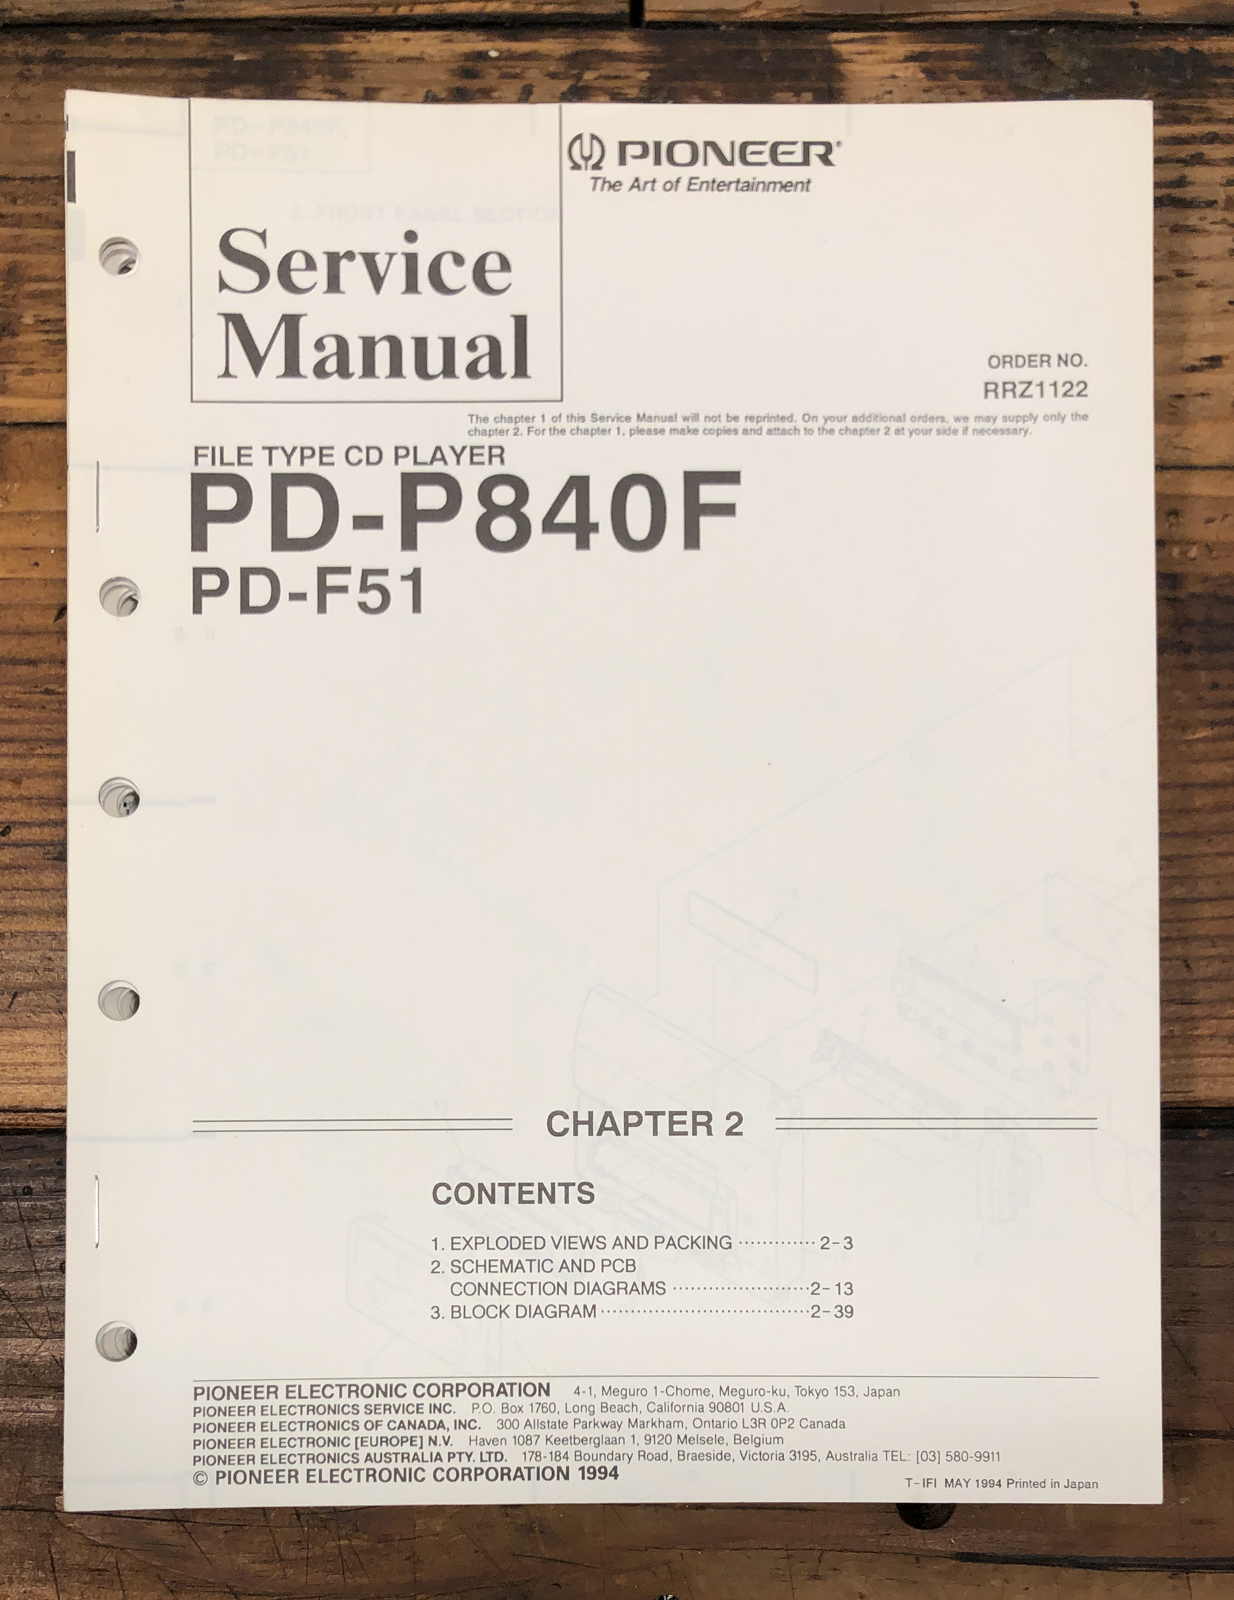 PD-P840F,
PD-F51
2. FRONT PANEL SECTION
PIONEER®
The Art of Entertainment
Service
Manual
ORDER NO.
RRZ1122
The chapter 1 of this Service Manual will not be reprinted. On your additional orders, we may supply only the
chapter 2. For the chapter 1, please make copies and attach to the chapter 2 at your side if necessary.
FILE TYPE CD PLAYER
PD-P840F
PD-F51
CHAPTER 2
CONTENTS
1. EXPLODED VIEWS AND PACKING ············· 2-3
2. SCHEMATIC AND PCB
CONNECTION DIAGRAMS ······················· 2-13
3. BLOCK DIAGRAM ··································· 2-39
PIONEER ELECTRONIC CORPORATION 4-1, Meguro 1-Chome, Meguro-ku, Tokyo 153, Japan
PIONEER ELECTRONICS SERVICE INC. P.O. Box 1760, Long Beach, California 90801 U.S.A.
PIONEER ELECTRONICS OF CANADA, INC. 300 Allstate Parkway Markham, Ontario L3R 0P2 Canada
PIONEER ELECTRONIC [EUROPE] N.V. Haven 1087 Keetberglaan 1, 9120 Melsele, Belgium
PIONEER ELECTRONICS AUSTRALIA PTY. LTD. 178-184 Boundary Road, Braeside, Victoria 3195, Australia TEL: [03] 580-9911
© PIONEER ELECTRONIC CORPORATION 1994
T-IFI MAY 1994 Printed in Japan